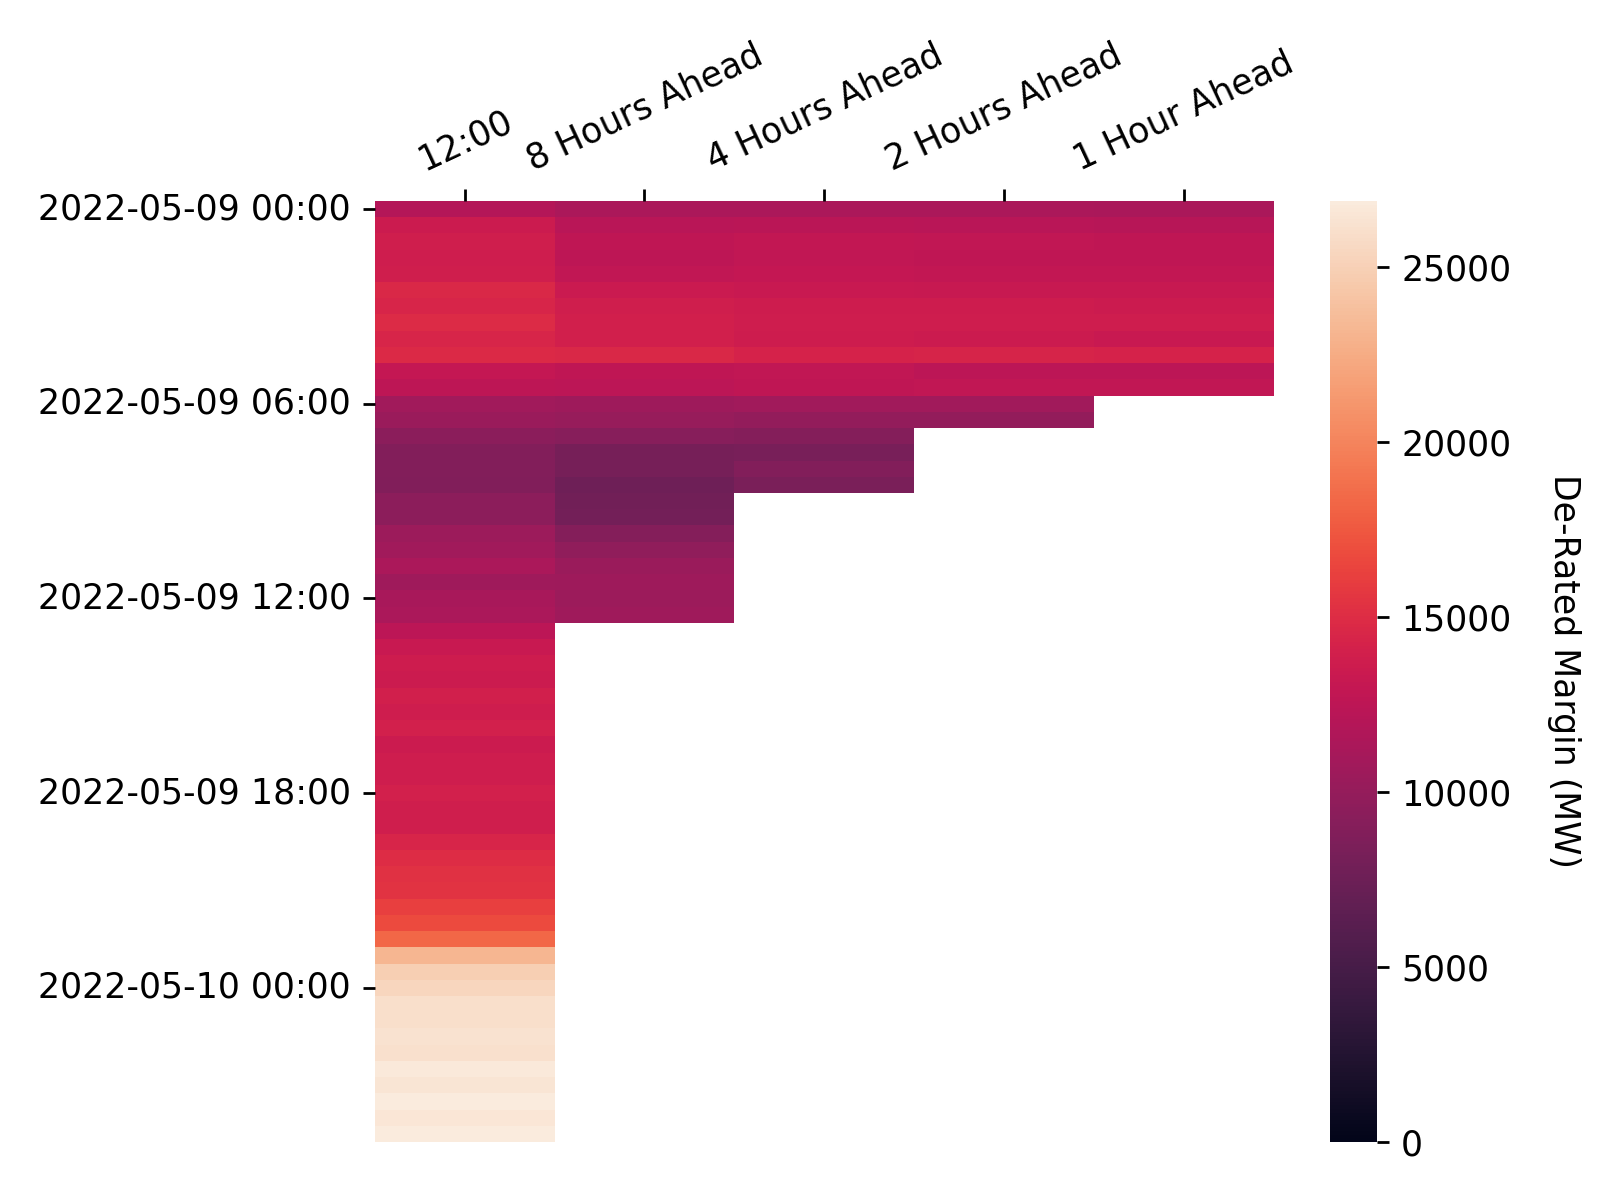 12:00
8 Hours Ahead
4 Hours Ahead
2 Hours Ahead
1 Hour Ahead
2022-05-09 00:00
2022-05-09 06:00
2022-05-09 12:00
2022-05-09 18:00
2022-05-10 00:00
25000
20000
15000
10000
5000
0
De-Rated Margin (MW)